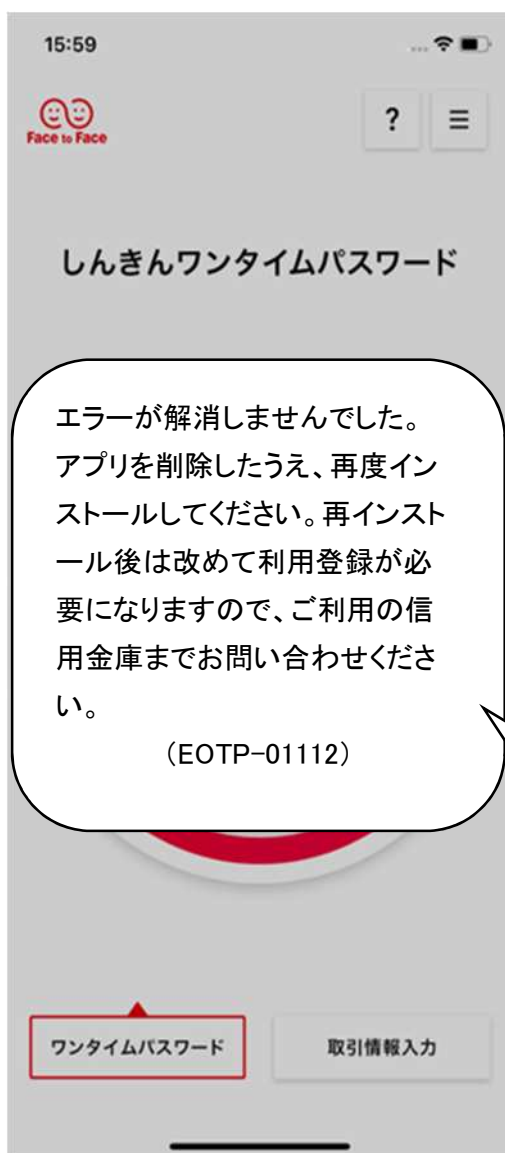 15:59
Face to Face
?
しんきんワンタイムパスワード
エラーが解消しませんでした。
アプリを削除したうえ、再度イン
ストールしてください。再インスト
ール後は改めて利用登録が必
要になりますので、ご利用の信
用金庫までお問い合わせくださ
い。
（EOTP-01112）
ワンタイムパスワード
取引情報入力